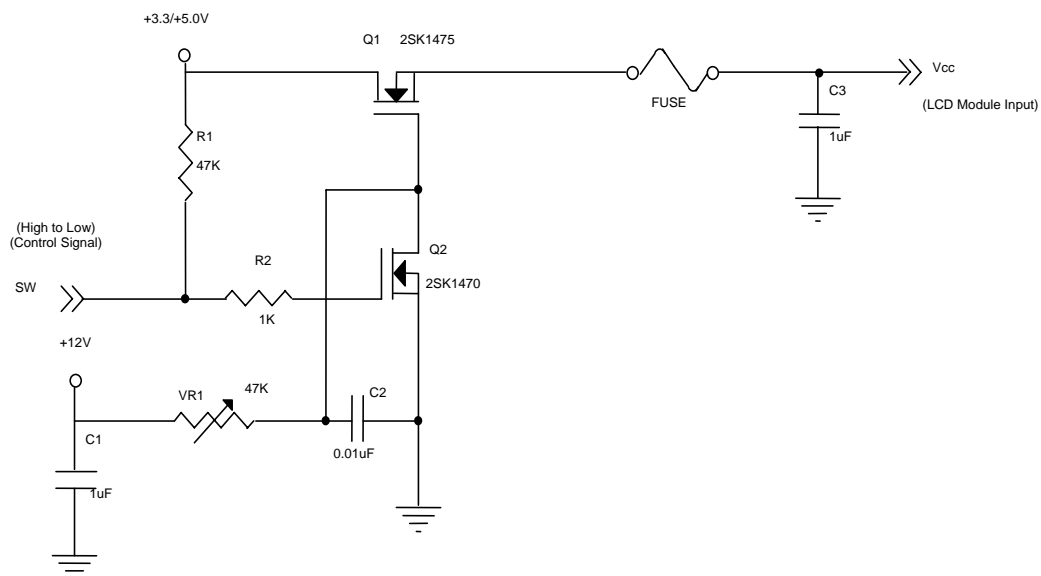 +3.3/+5.0V
Q1 2SK1475
Vcc
FUSE
C3
(LCD Module Input)
R1
1uF
47K
(High to Low)
(Control Signal)
Q2
R2
SW
2SK1470
1K
+12V
VR1
47K
C2
C1
0.01uF
1uF